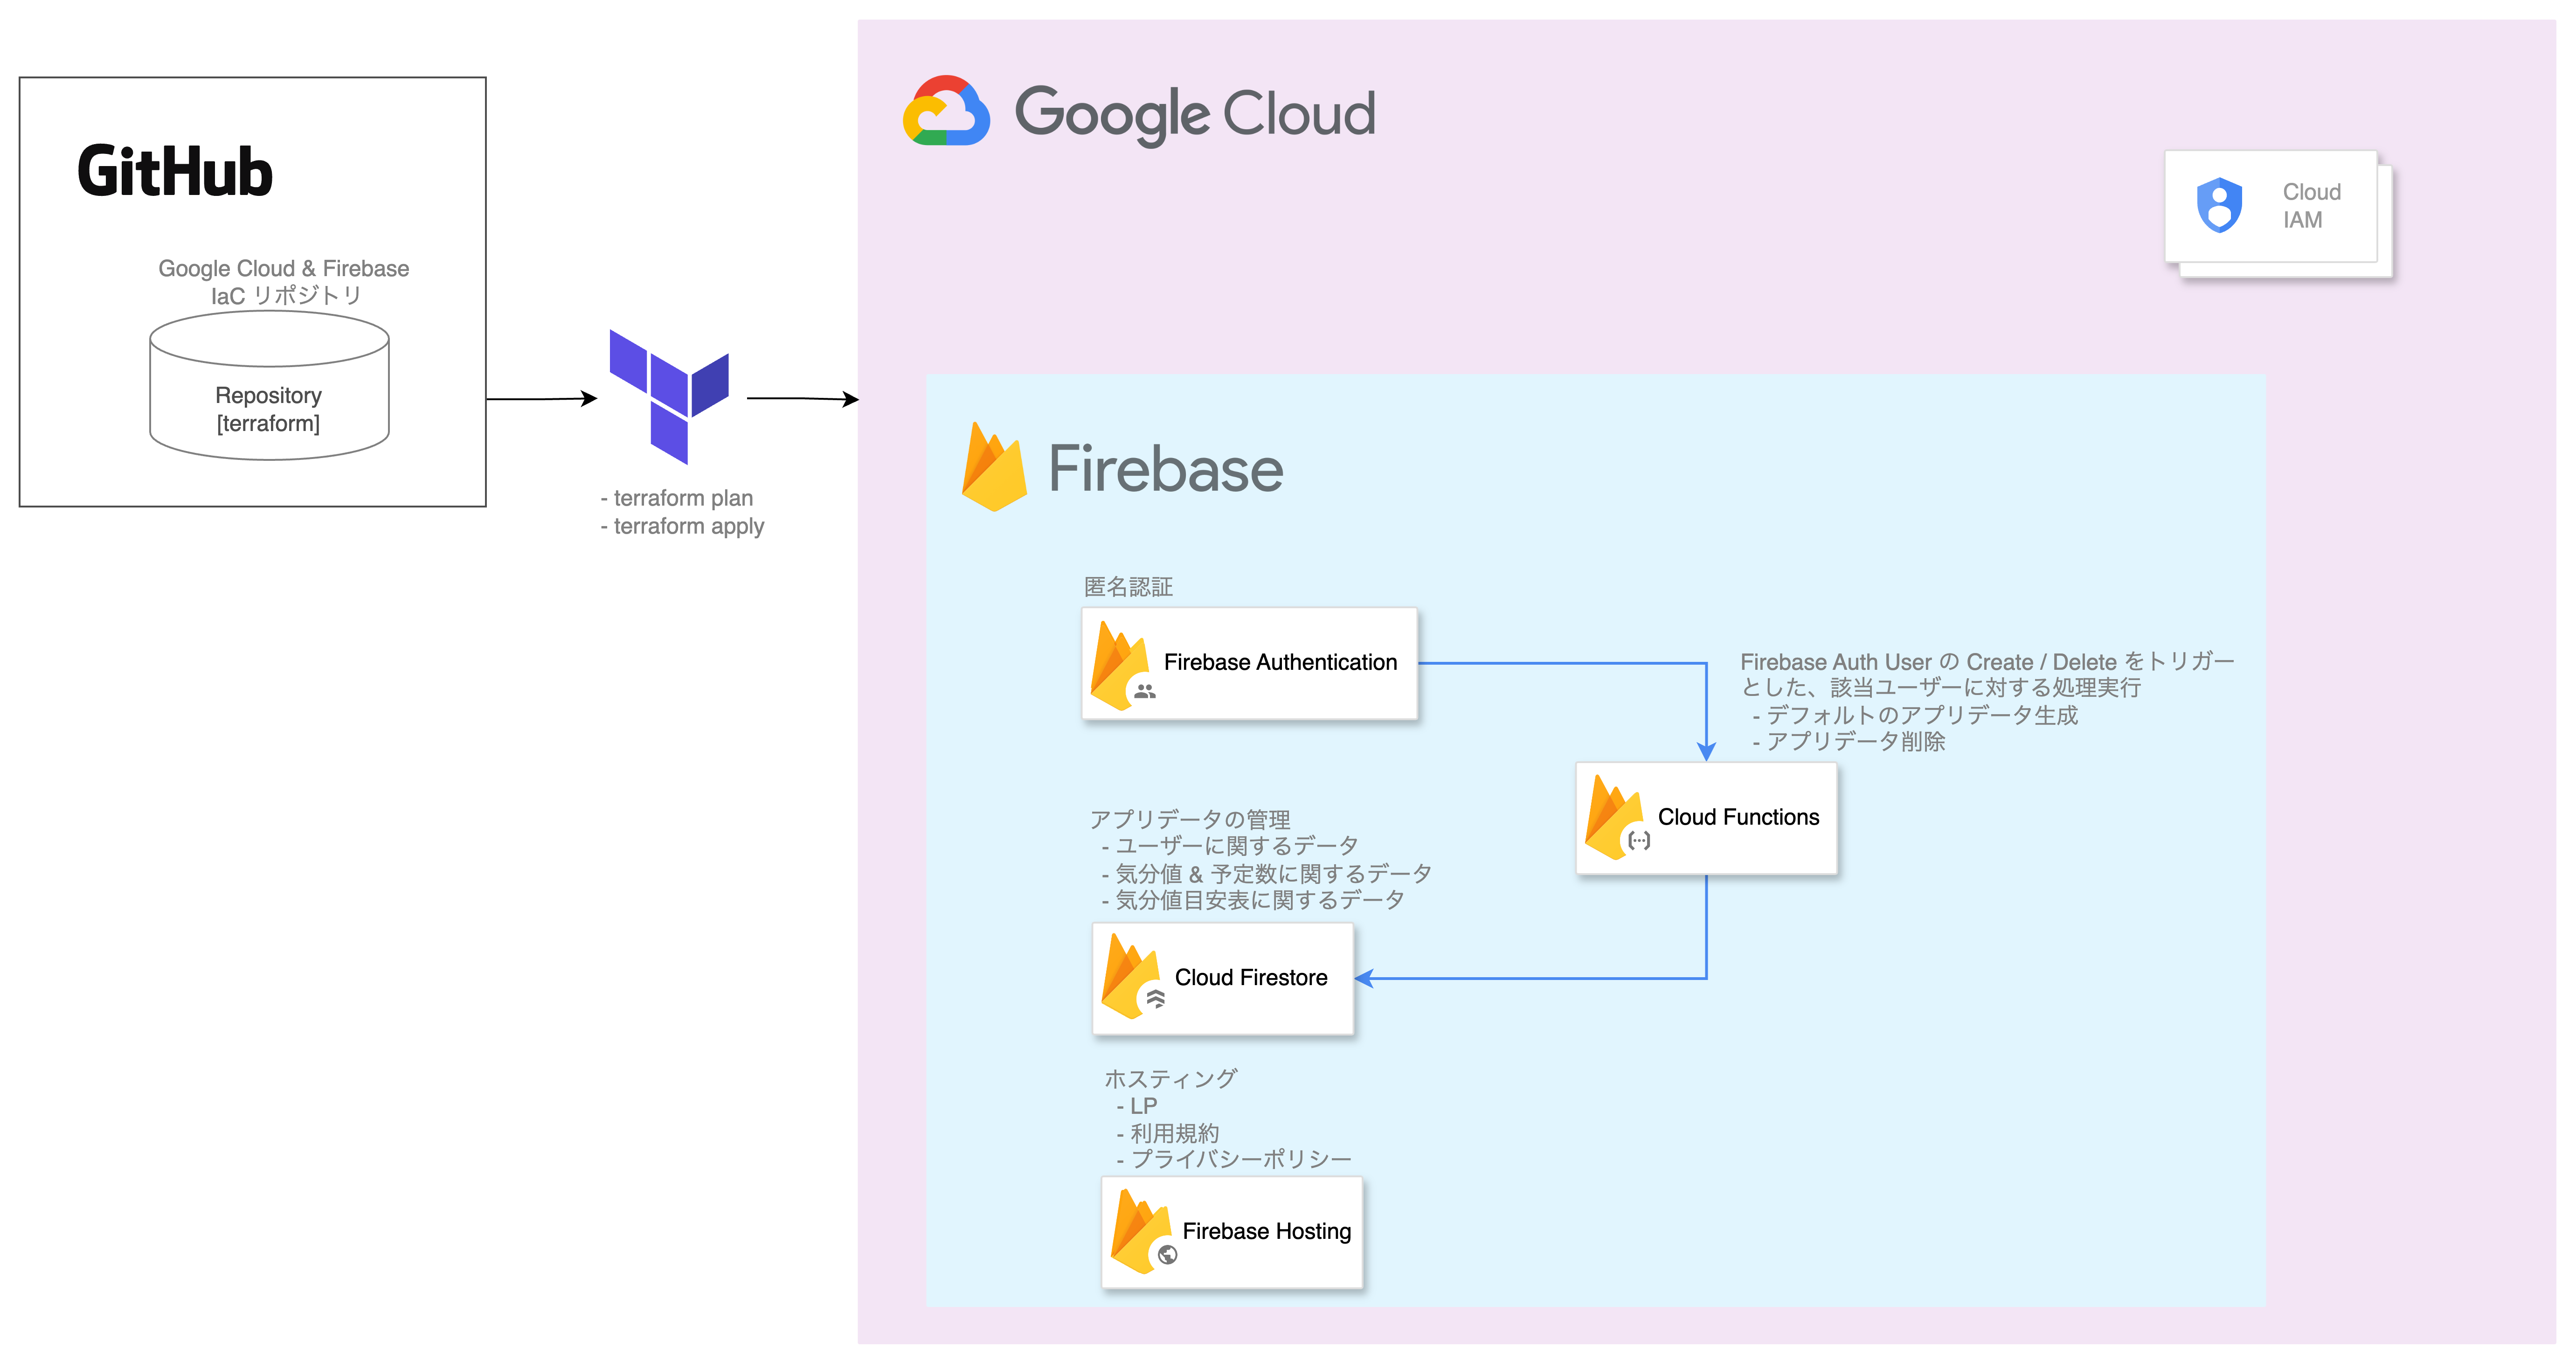 GitHub
Google Cloud & Firebase
IaC リポジトリ
Repository
[terraform]
- terraform plan
- terraform apply
Google Cloud
Cloud
IAM
Firebase
匿名認証
Firebase Authentication
Firebase Auth User の Create / Delete をトリガー
とした、該当ユーザーに対する処理実行
- デフォルトのアプリデータ生成
- アプリデータ削除
Cloud Functions
アプリデータの管理
- ユーザーに関するデータ
- 気分値 & 予定数に関するデータ
- 気分値目安表に関するデータ
Cloud Firestore
ホスティング
- LP
- 利用規約
- プライバシーポリシー
Firebase Hosting